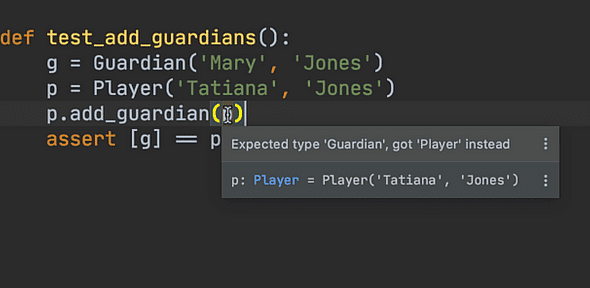 def test_add_guardians():
g = Guardian('Mary', 'Jones')
p = Player('Tatiana', 'Jones')
p.add_guardian(p)
assert [g] == p
Expected type 'Guardian', got 'Player' instead
p: Player = Player('Tatiana', 'Jones')